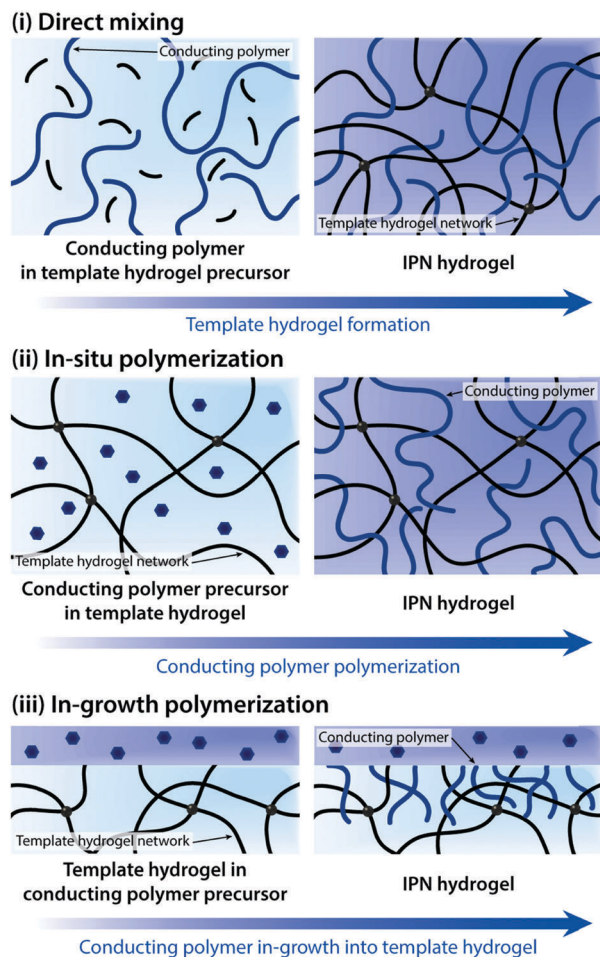 (i) Direct mixing
Conducting polymer
Template hydrogel network
Conducting polymer
in template hydrogel precursor
IPN hydrogel
Template hydrogel formation
(ii) In-situ polymerization
Conducting polymer
Template hydrogel network
Conducting polymer precursor
in template hydrogel
IPN hydrogel
Conducting polymer polymerization
(iii) In-growth polymerization
Conducting polymer
Template hydrogel network
Template hydrogel in
conducting polymer precursor
IPN hydrogel
Conducting polymer in-growth into template hydrogel